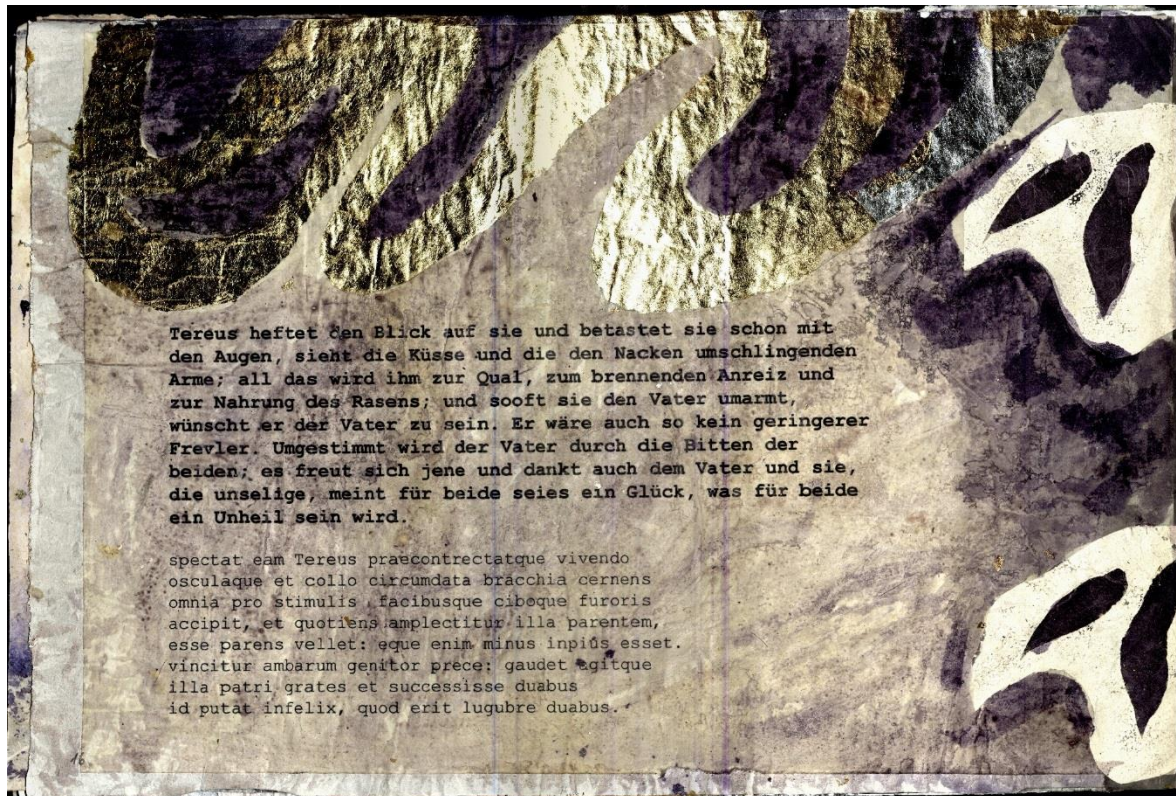 Tereus heftet den Blick auf sie und betastet sie schon mit
den Augen, sieht die Küsse und die den Nacken umschlingenden
Arme; all das wird ihm zur Qual, zum brennenden Anreiz und
zur Nahrung des Rasens; und sooft sie den Vater umarmt,
wünscht er der Vater zu sein. Er wäre auch so kein geringerer
Frevler. Umgestimmt wird der Vater durch die Bitten der
beiden; es freut sich jene und dankt auch dem Vater und sie,
die unselige, meint für beide seies ein Glück, was für beide
ein Unheil sein wird.
spectat eam Tereus praecontrectatque vivendo
osculaque et collo circumdata bracchia cernens
omnia pro stimulis facibusque ciboque furoris
accipit, et quotiens amplectitur illa parentem,
esse parens vellet: eque enim minus inpius esset.
vincitur ambarum genitor prece: gaudet agitque
illa patri grates et successisse duabus
id putat infelix, quod erit lugubre duabus.
16